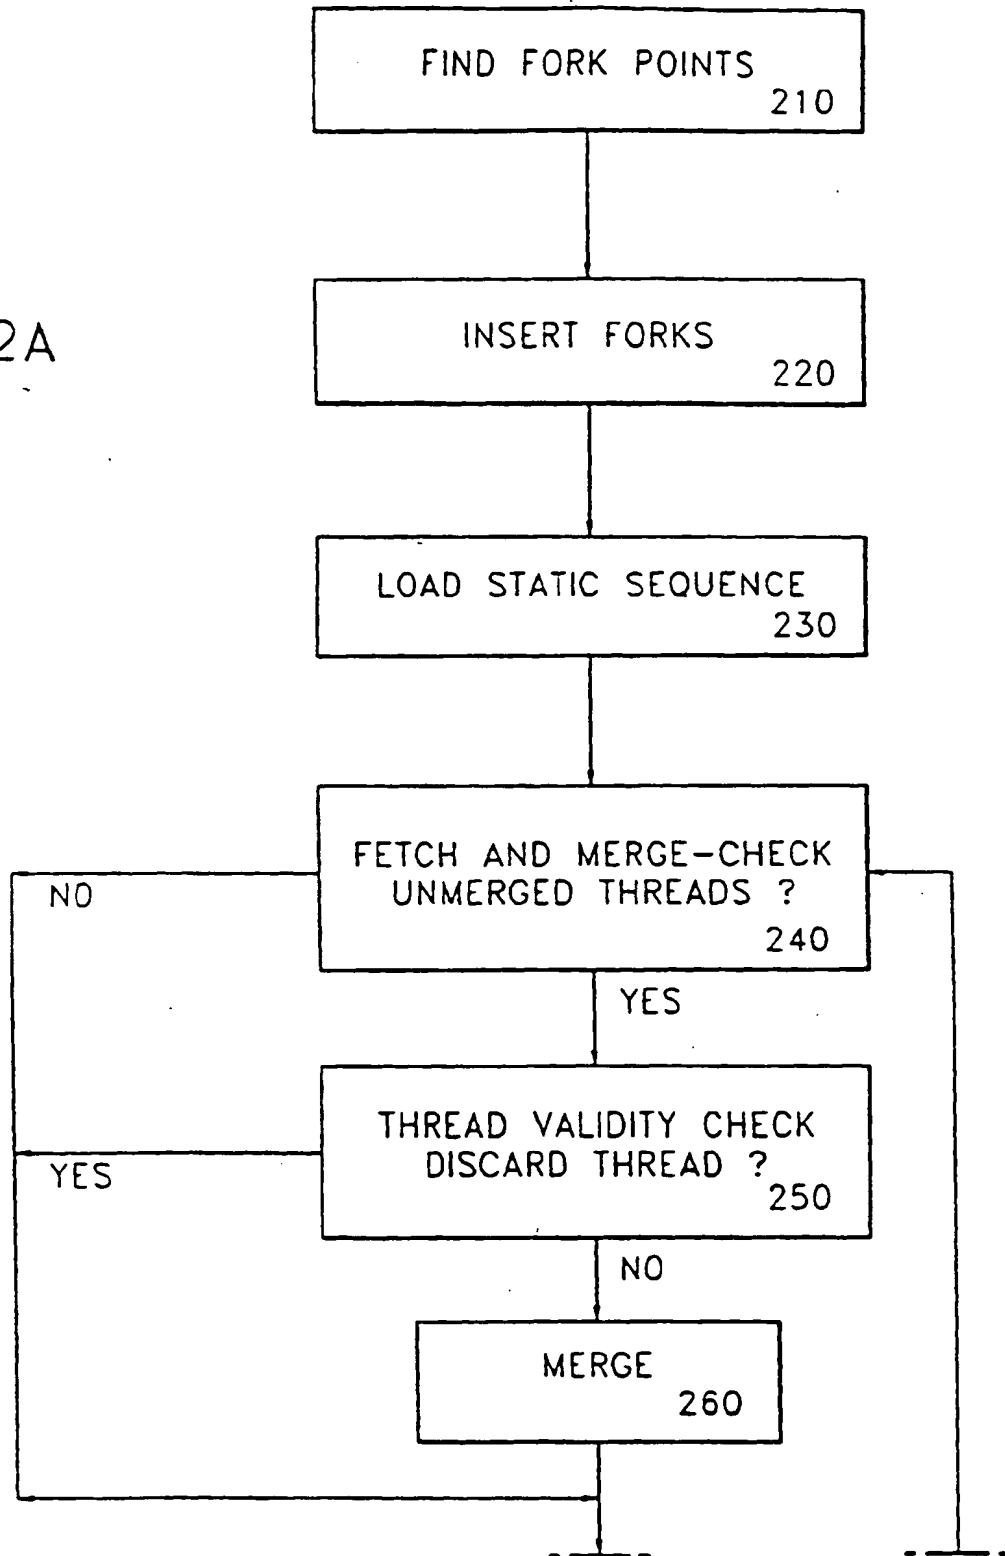 FIND FORK POINTS
210
INSERT FORKS
220
2A
LOAD STATIC SEQUENCE
230
FETCH AND MERGE-CHECK
UNMERGED THREADS ?
240
NO
YES
THREAD VALIDITY CHECK
DISCARD THREAD ?
250
YES
NO
MERGE
260